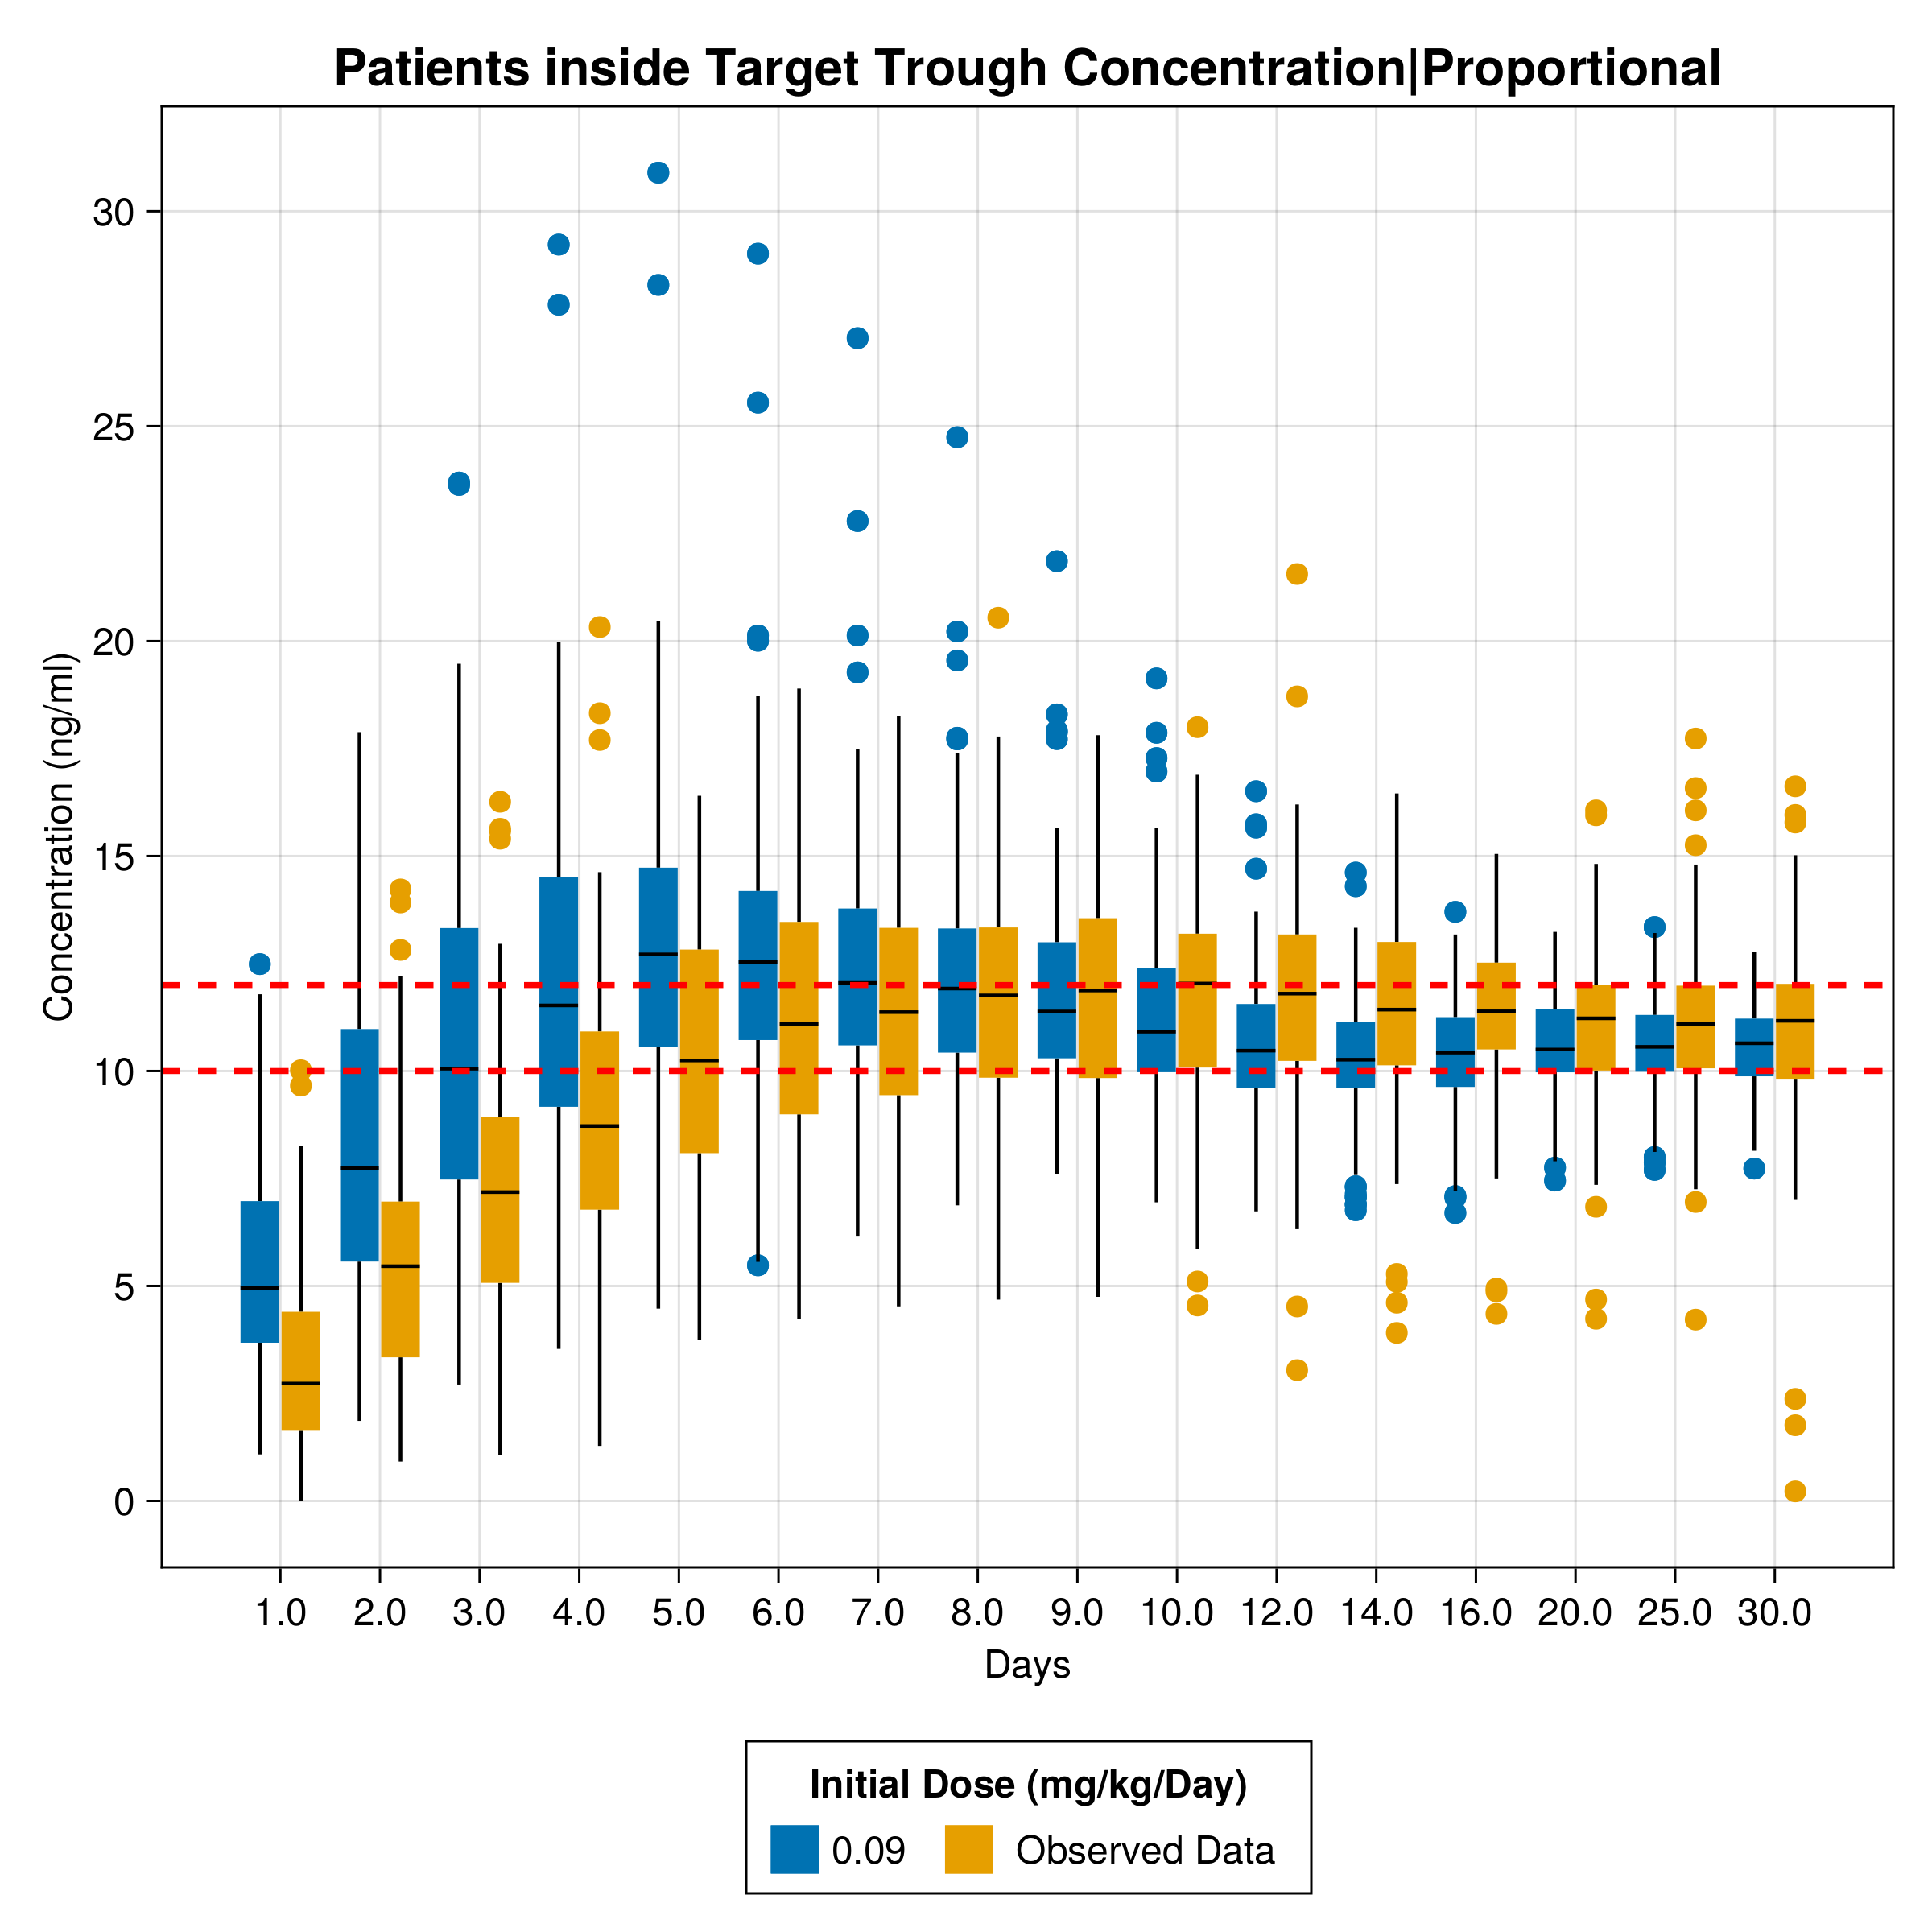 Patients inside Target Trough Concentration|Proportional
Concentration (ng/ml)
30
25
20
15
10
5
0
1.0 2.0 3.0 4.0 5.0 6.0 7.0 8.0 9.0 10.0 12.0 14.0 16.0 20.0 25.0 30.0
Days
Initial Dose (mg/kg/Day)
0.09 Observed Data